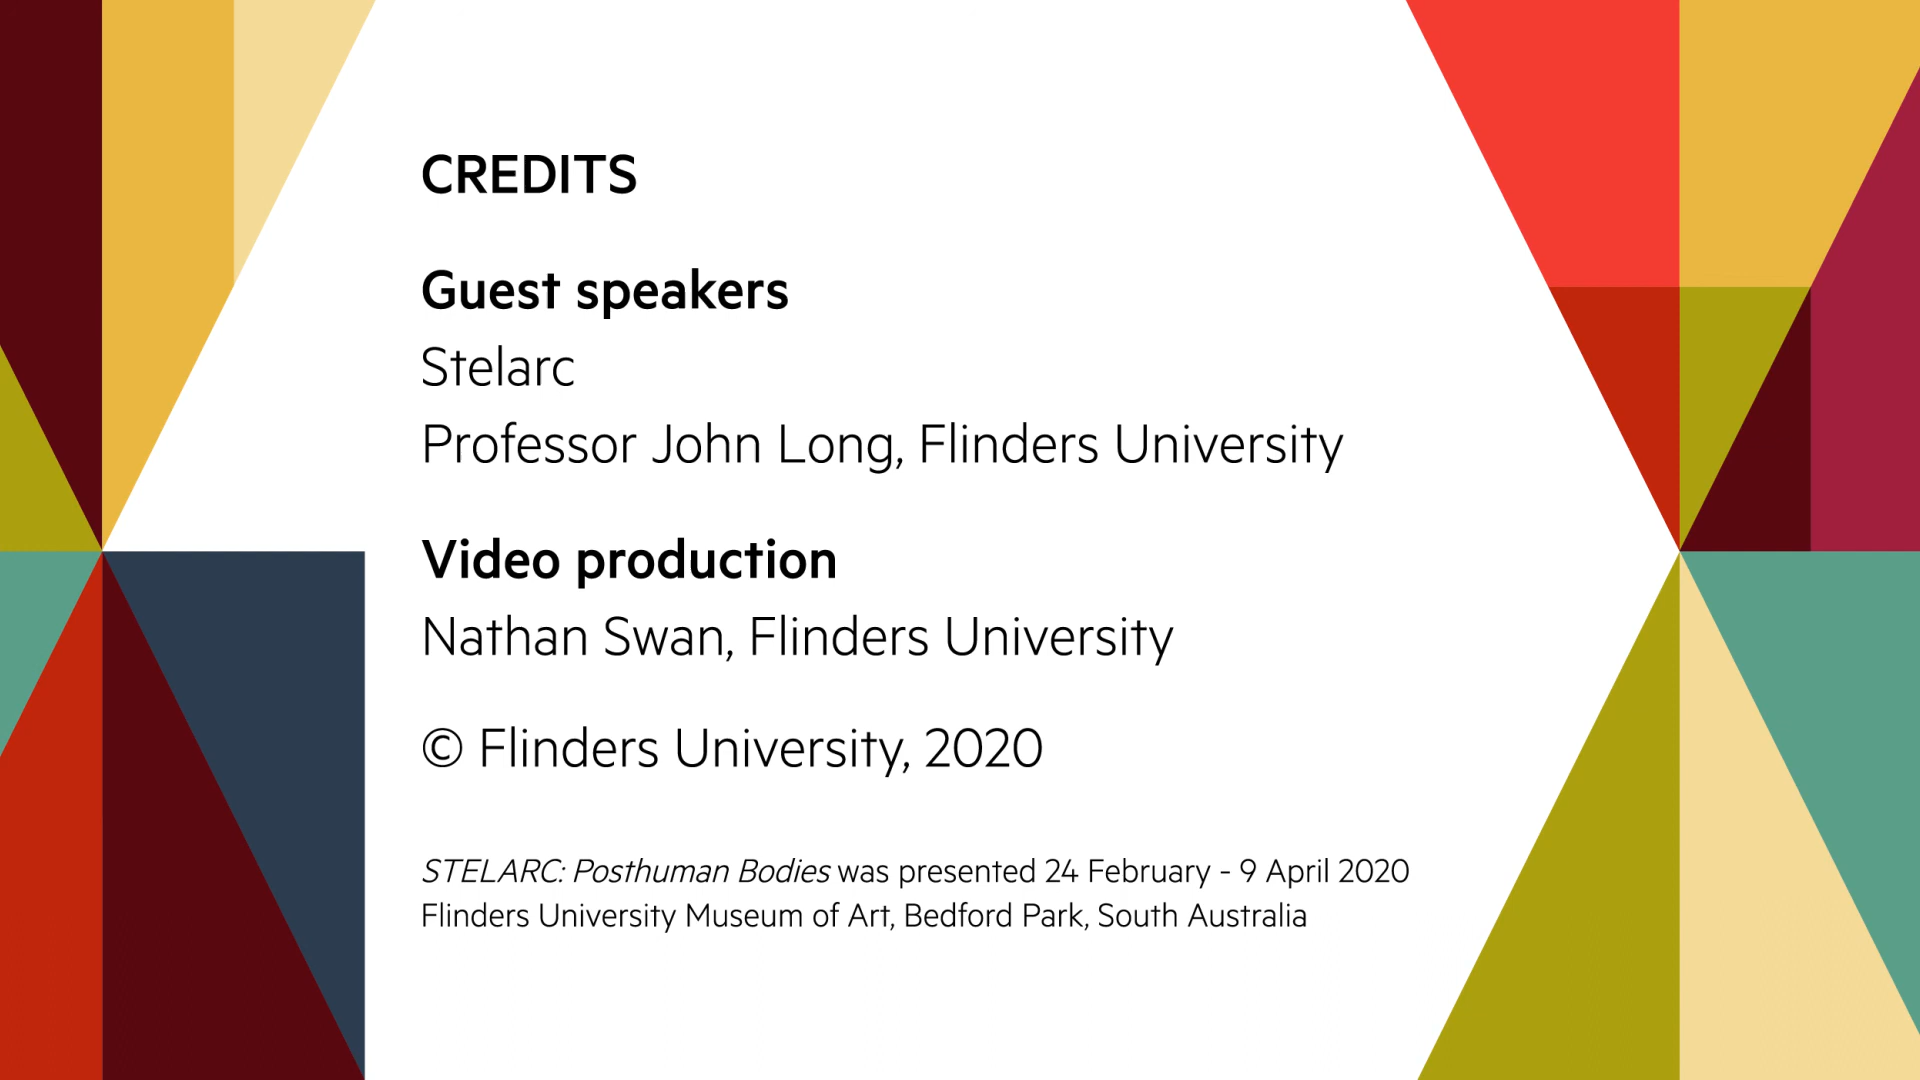 CREDITS
Guest speakers
Stelarc
Professor John Long, Flinders University
Video production
Nathan Swan, Flinders University
© Flinders University, 2020
STELARC: Posthuman Bodies was presented 24 February - 9 April 2020
Flinders University Museum of Art, Bedford Park, South Australia